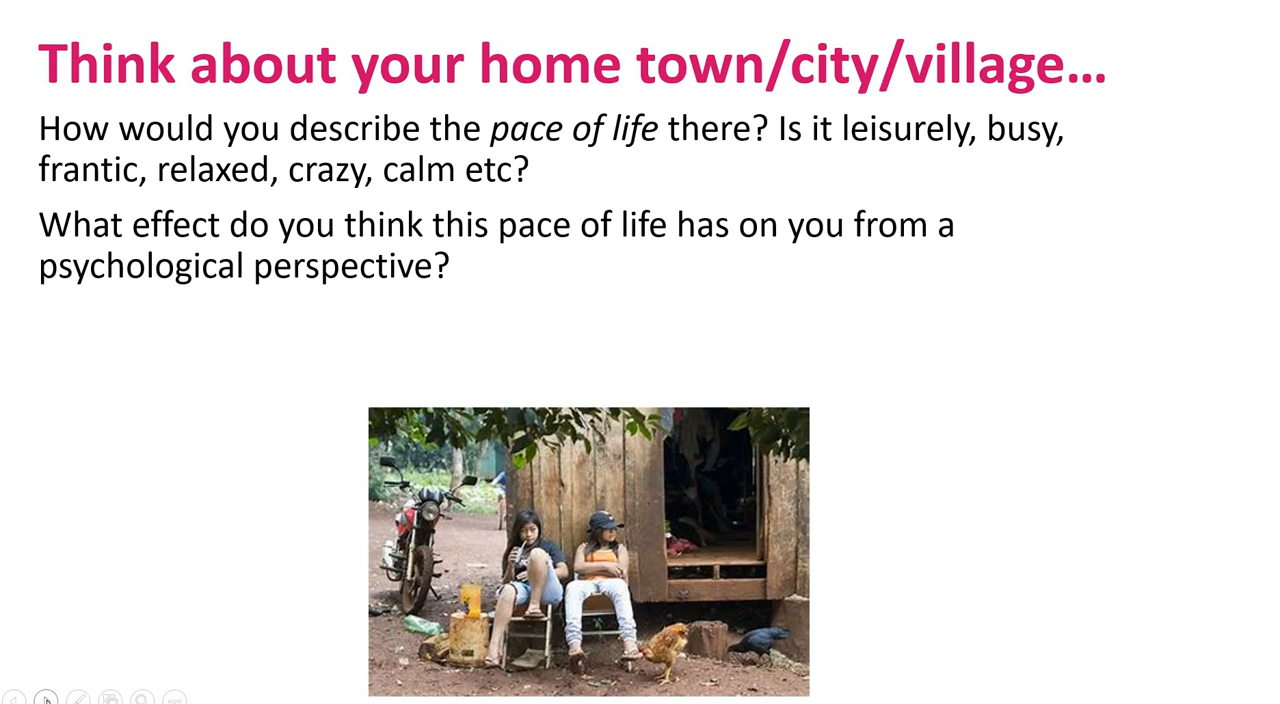 Think about your home town/city/village...
How would you describe the pace of life there? Is it leisurely, busy,
frantic, relaxed, crazy, calm etc?
What effect do you think this pace of life has on you from a
psychological perspective?